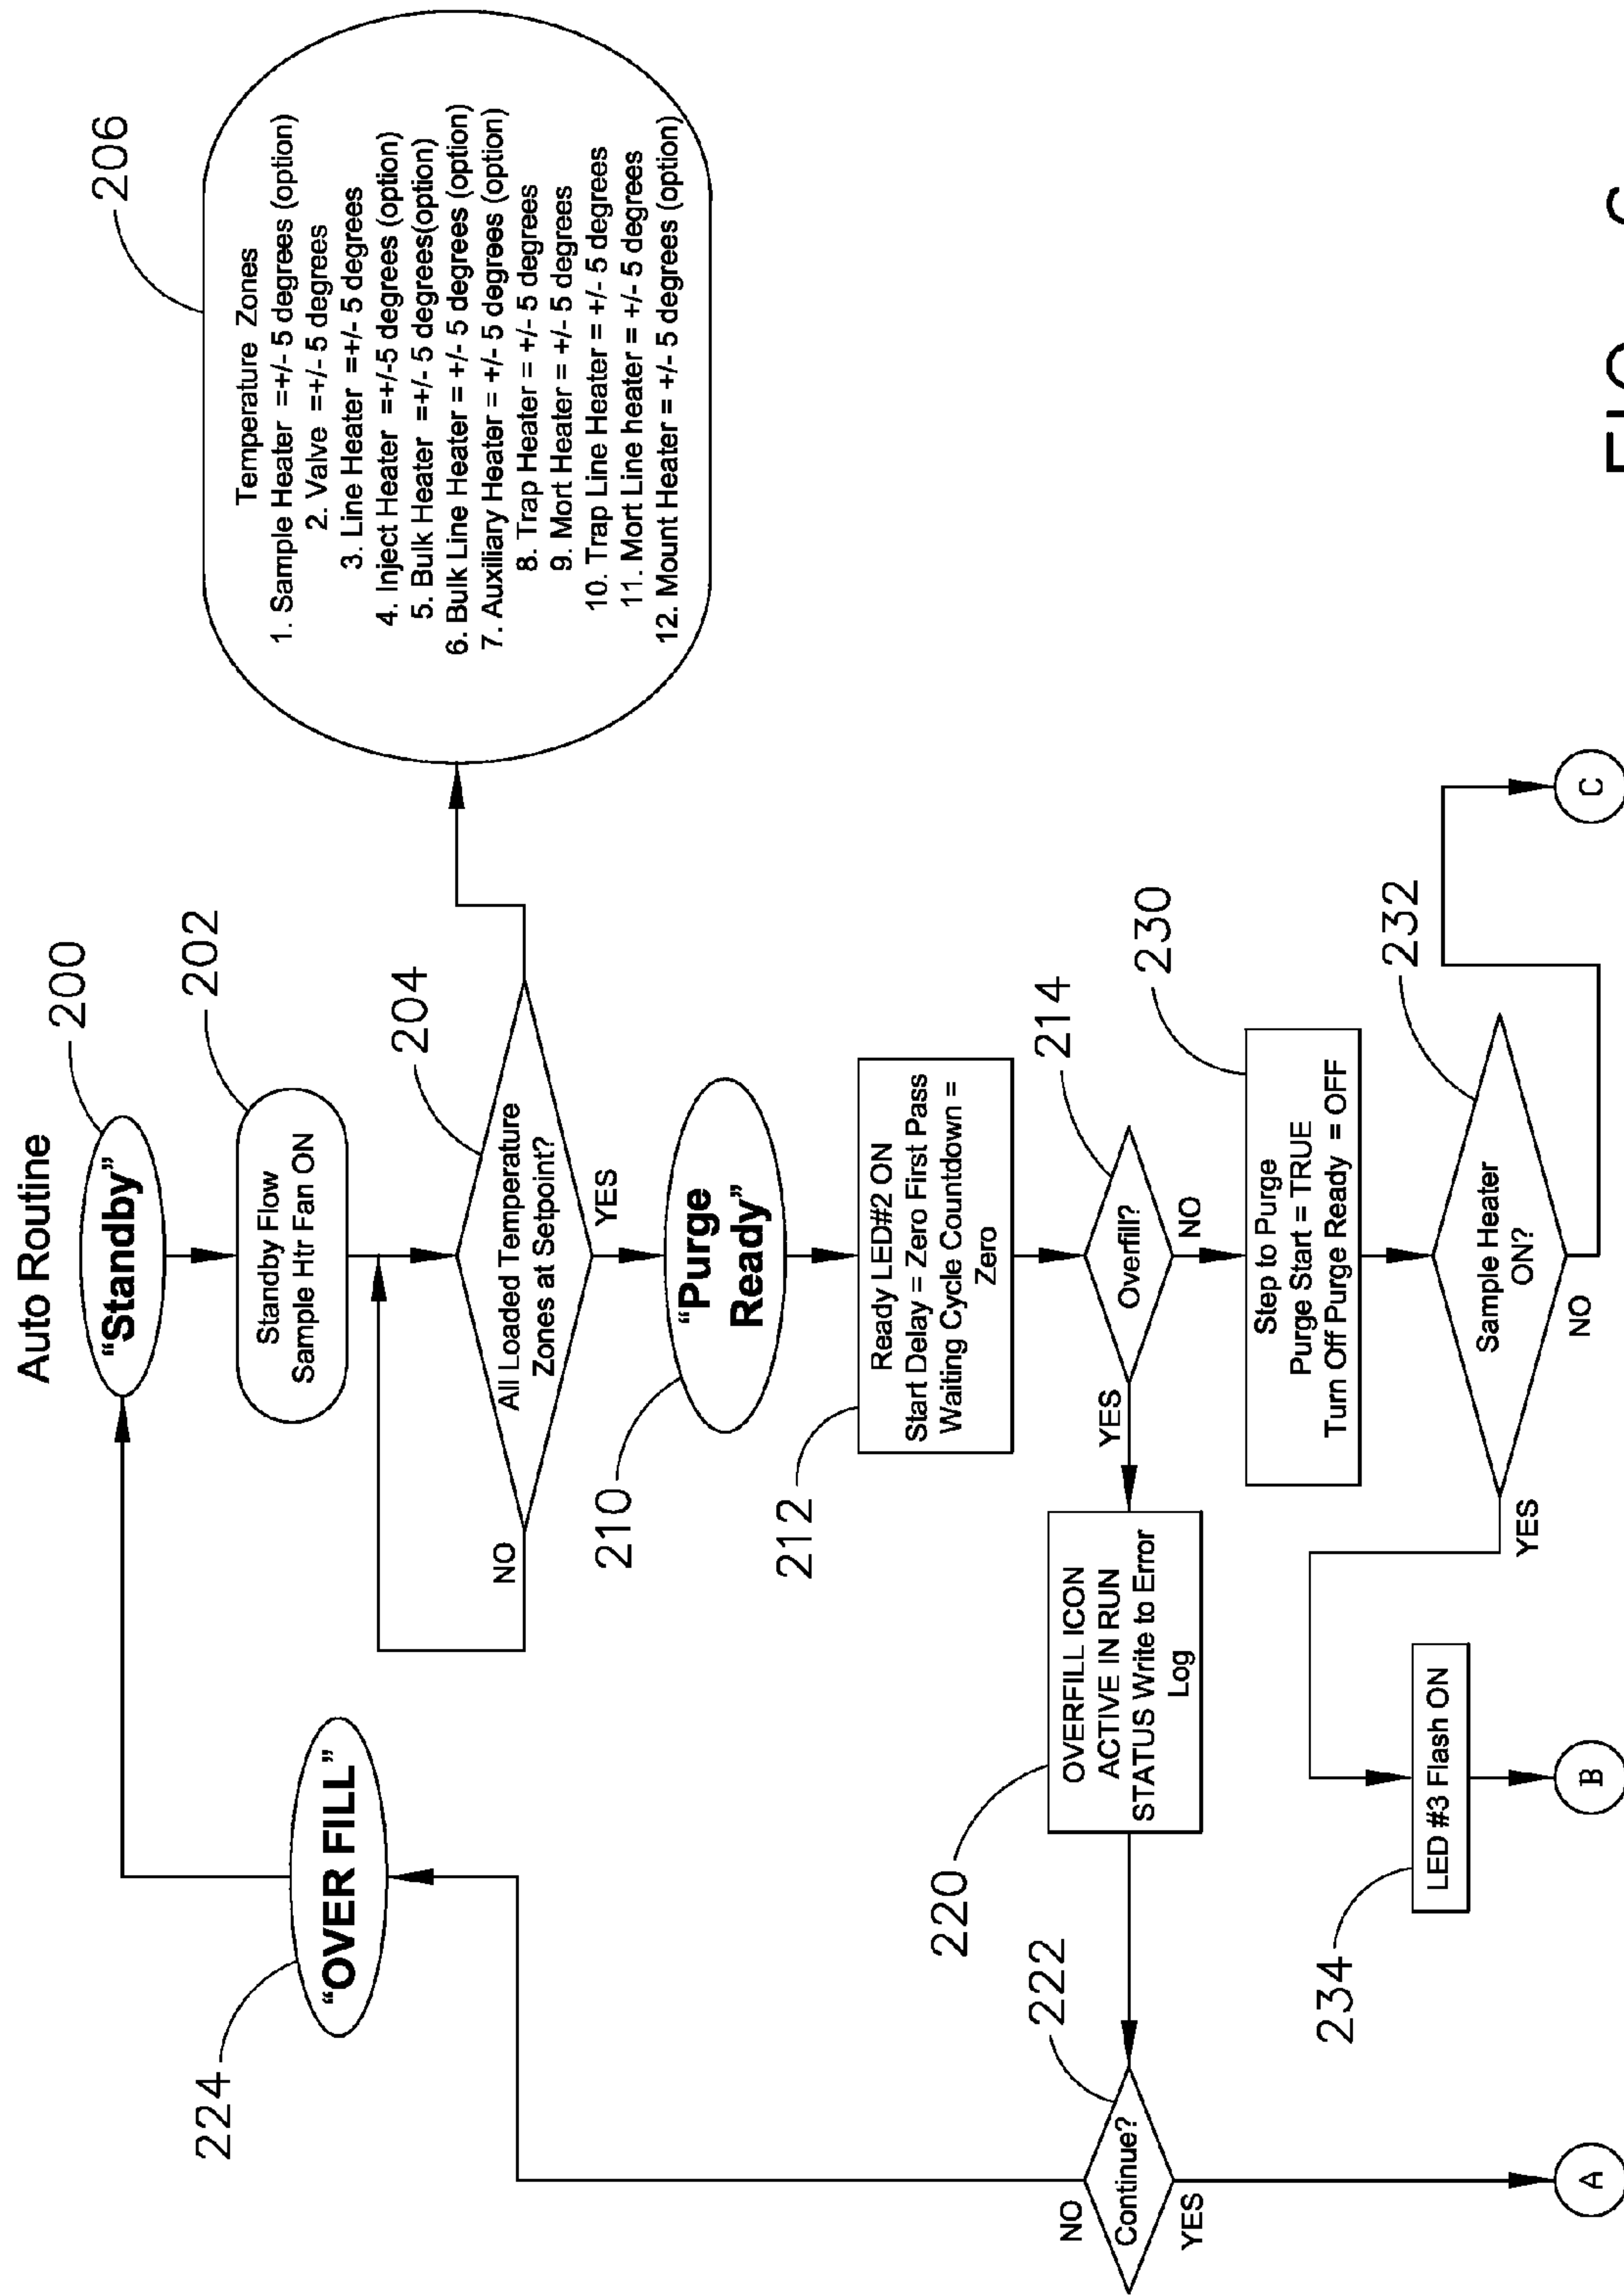 Auto Routine
200
“Standby”
202
Standby Flow
Sample Htr Fan ON
204
All Loaded Temperature
Zones at Setpoint?
NO
YES
206
Temperature Zones
1. Sample Heater =+/- 5 degrees (option)
2. Valve =+/- 5 degrees
3. Line Heater =+/- 5 degrees
4. Inject Heater =+/-5 degrees (option)
5. Bulk Heater =+/- 5 degrees(option)
6. Bulk Line Heater = +/- 5 degrees (option)
7. Auxiliary Heater = +/- 5 degrees (option)
8. Trap Heater = +/- 5 degrees
9. Mort Heater = +/- 5 degrees
10. Trap Line Heater = +/- 5 degrees
11. Mort Line heater = +/- 5 degrees
12. Mount Heater = +/- 5 degrees (option)
224
“OVER FILL”
210
“Purge
Ready”
212
Ready LED#2 ON
Start Delay = Zero First Pass
Waiting Cycle Countdown =
Zero
214
Overfill?
YES
NO
220
OVERFILL ICON
ACTIVE IN RUN
STATUS Write to Error
Log
222
Continue?
NO
YES
230
Step to Purge
Purge Start = TRUE
Turn Off Purge Ready = OFF
232
Sample Heater
ON?
YES
NO
234
LED #3 Flash ON
A
B
C